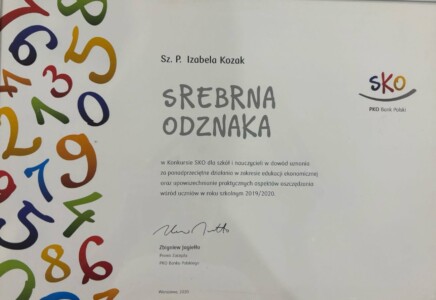 Sz. P. Izabela Kozak
SKO
PKO Bank Polski
SREBRNA
ODZNAKA
w Konkursie SKO dla szkół i nauczycieli w dowód uznania
za ponadprzeciętne działania w zakresie edukacji ekonomicznej
oraz upowszechnianie praktycznych aspektów oszczędzania
wśród uczniów w roku szkolnym 2019/2020.
Zbigniew Jagiełło
Prezes Zarządu
PKO Banku Polskiego
Warszawa, 2020